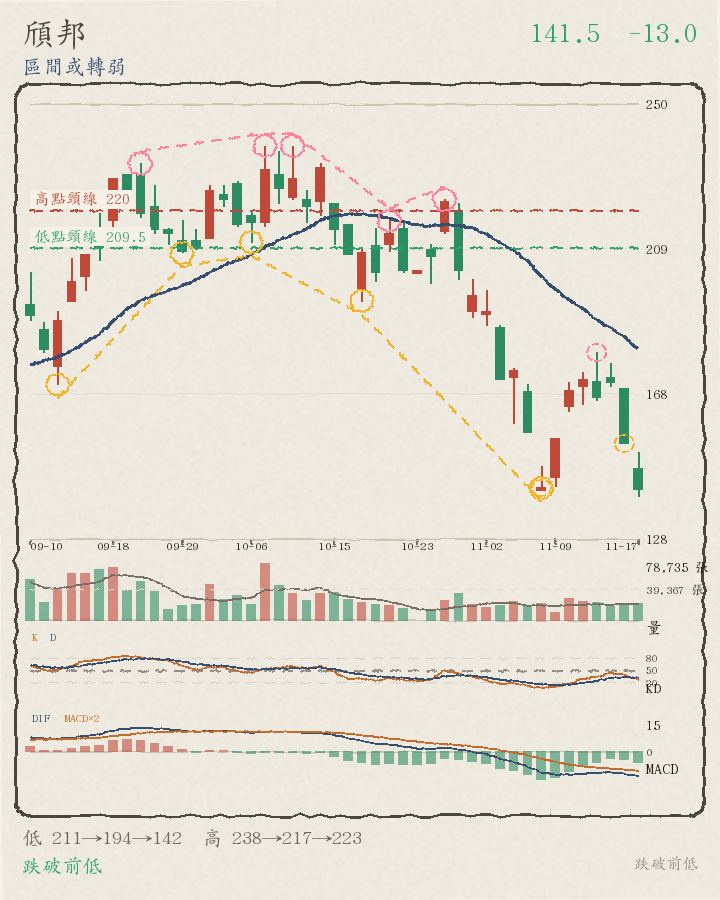 頎邦 141.5 -13.0
區間或轉弱
250
高點頸線 220
低點頸線 209.5
209
168
128
09-10 09-18 09-29 10-06 10-15 10-23 11-02 11-09 11-17
78,735 張
39,367 張
量
K D
80
50
20
KD
DIF MACD×2
15
0
MACD
低 211→194→142 高 238→217→223
跌破前低 跌破前低